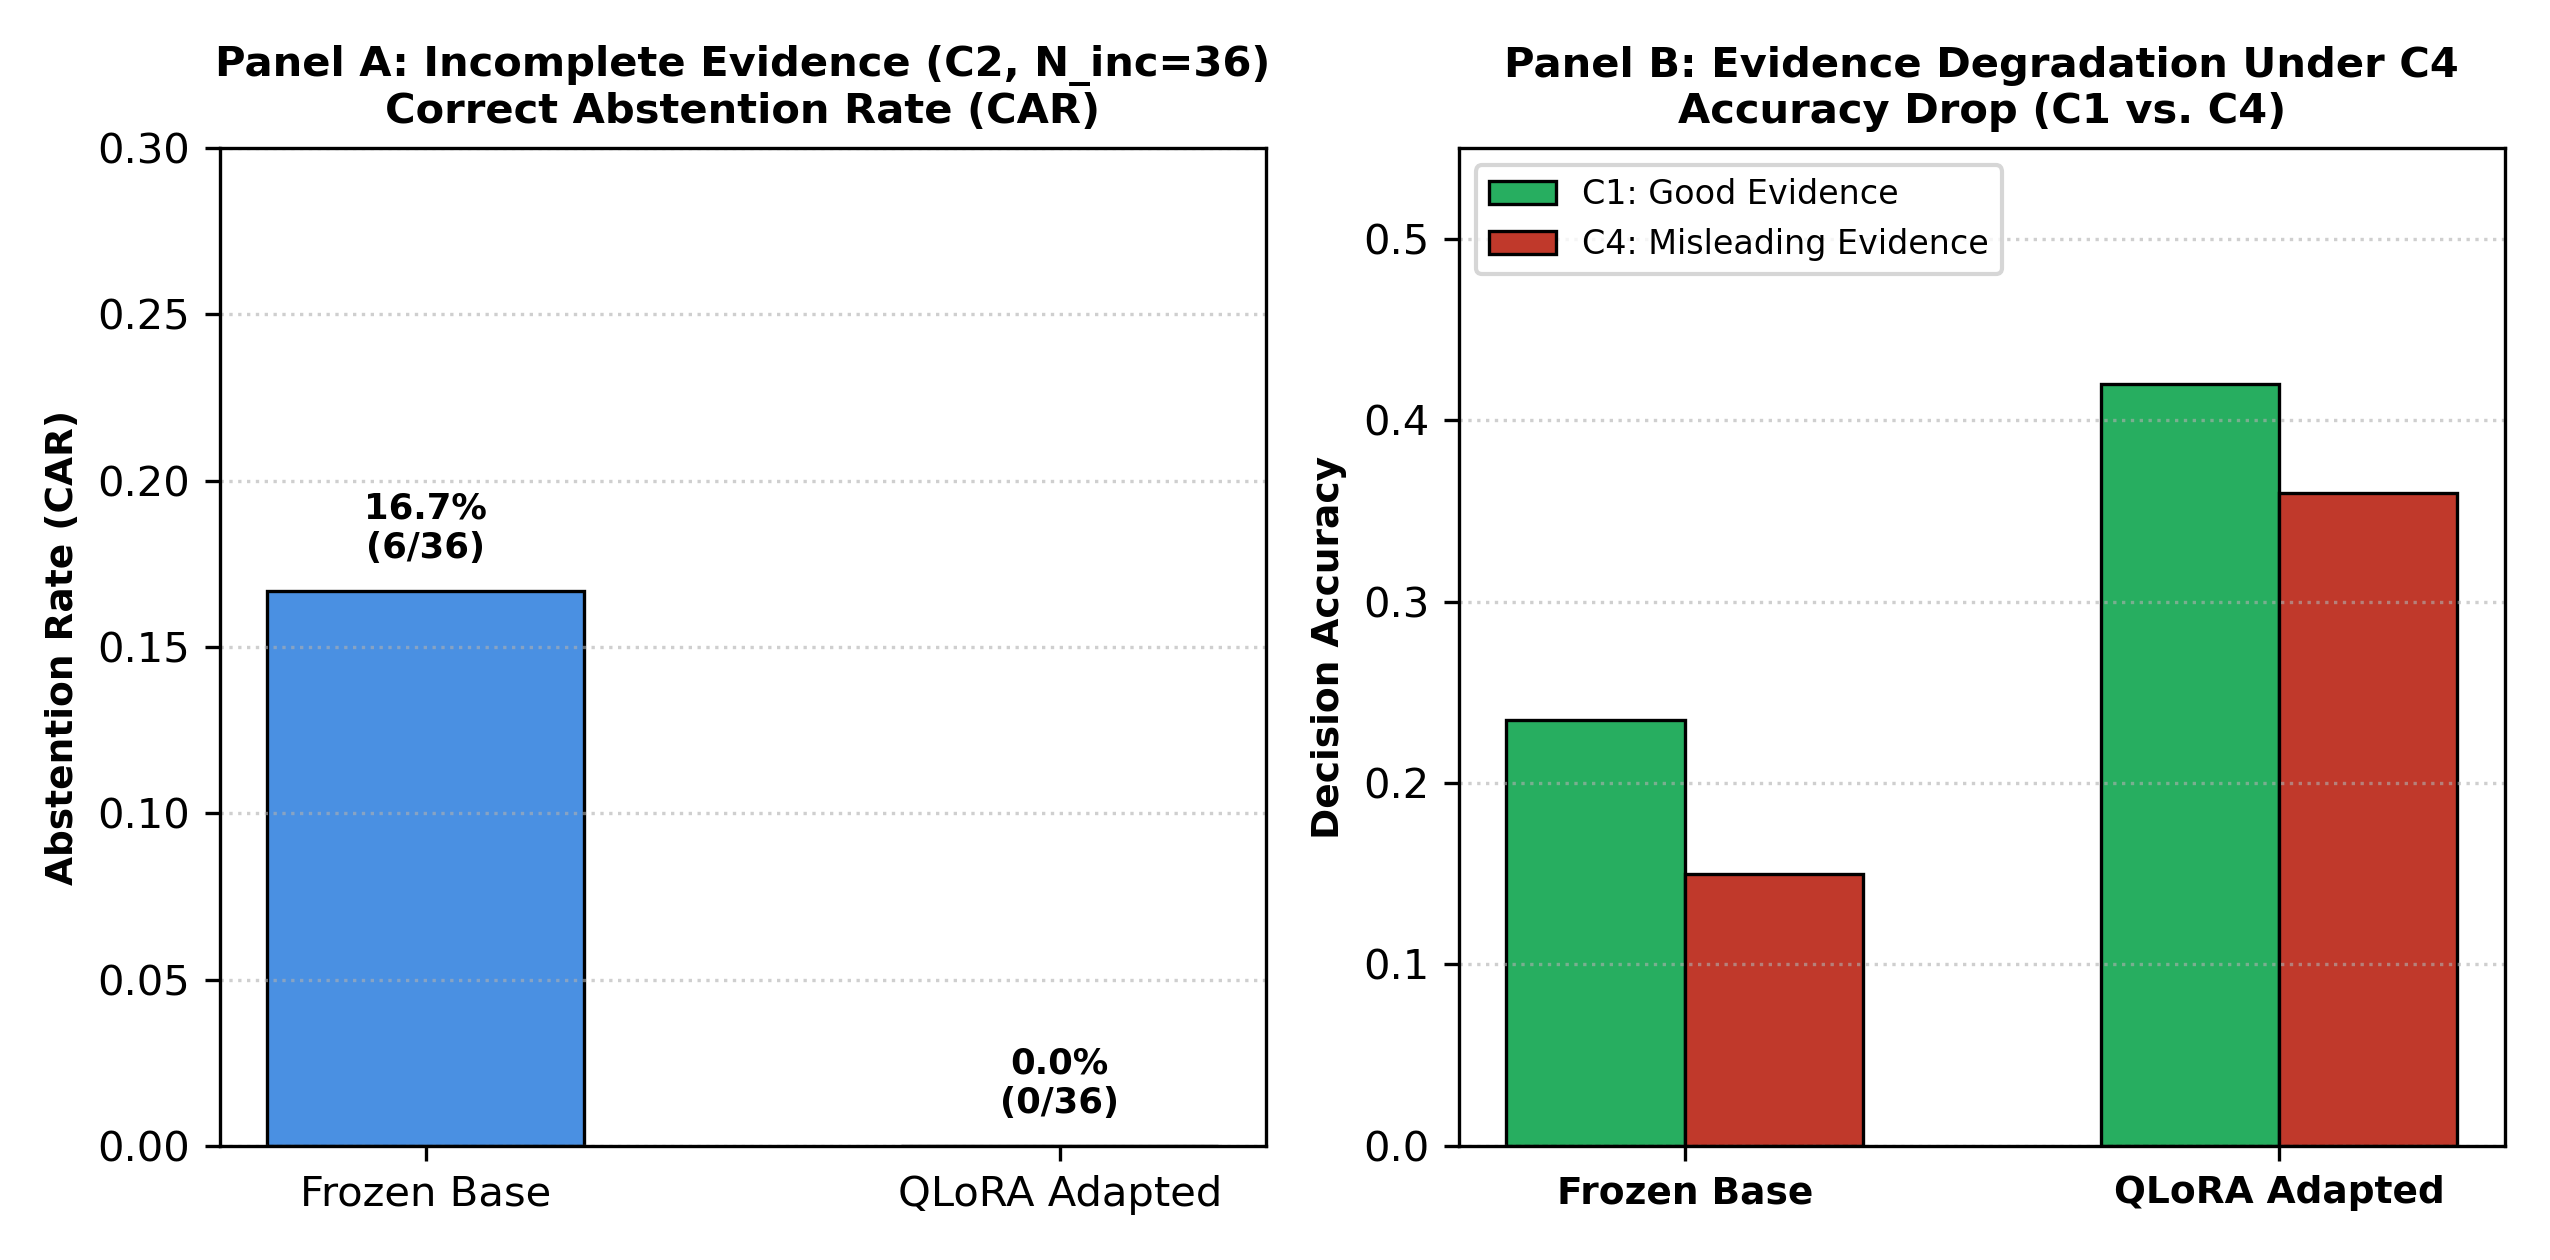 Panel A: Incomplete Evidence (C2, N_inc=36)
Correct Abstention Rate (CAR)
Abstention Rate (CAR)
0.30
0.25
0.20
0.15
0.10
0.05
0.00
16.7%
(6/36)
0.0%
(0/36)
Frozen Base
QLoRA Adapted
Panel B: Evidence Degradation Under C4
Accuracy Drop (C1 vs. C4)
C1: Good Evidence
C4: Misleading Evidence
Decision Accuracy
0.5
0.4
0.3
0.2
0.1
0.0
Frozen Base
QLoRA Adapted